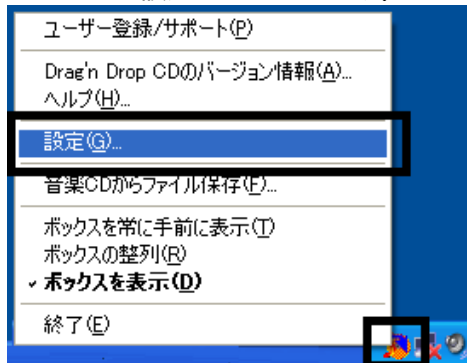 ユーザー登録/サポート(P)
Drag'n Drop CDのバージョン情報(A)...
ヘルプ(H)...
設定(G)...
音楽CDからファイル保存(F)...
ボックスを常に手前に表示(T)
ボックスの整列(R)
ボックスを表示(D)
終了(E)